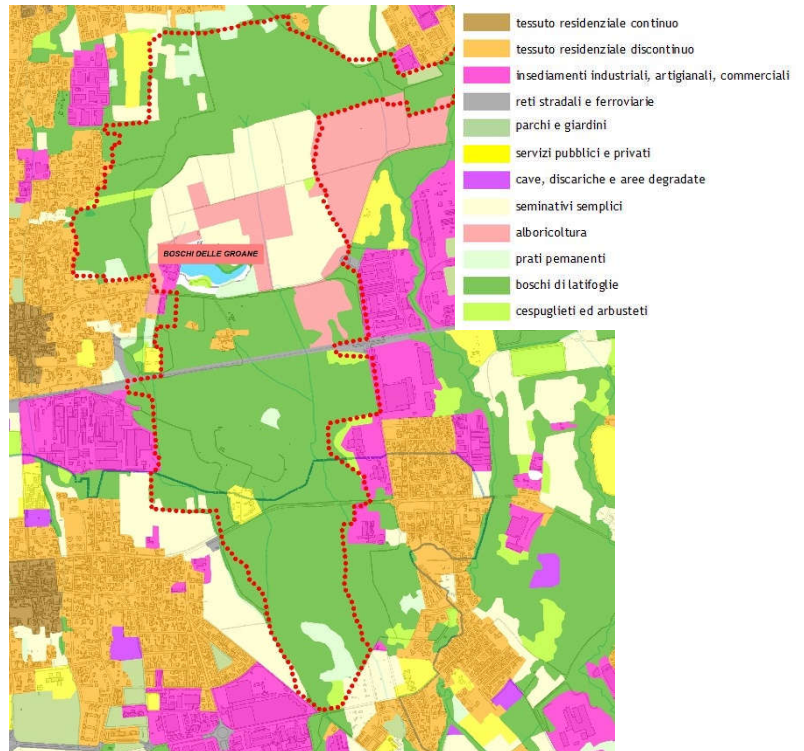 tessuto residenziale continuo
tessuto residenziale discontinuo
insediamenti industriali, artigianali, commerciali
reti stradali e ferroviarie
parchi e giardini
servizi pubblici e privati
cave, discariche e aree degradate
seminativi semplici
alboricoltura
prati pemanenti
boschi di latifoglie
cespuglieti ed arbusteti
BOSCHI DELLE GROANE